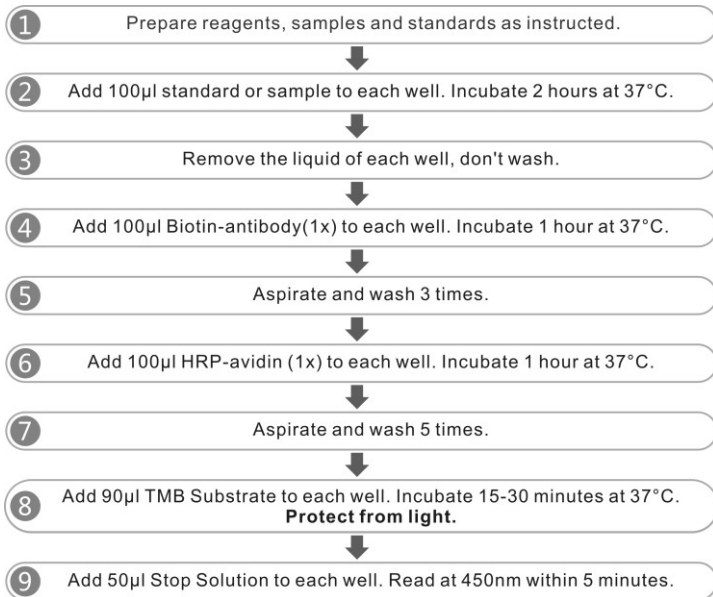 1 Prepare reagents, samples and standards as instructed.
2 Add 100µl standard or sample to each well. Incubate 2 hours at 37°C.
3 Remove the liquid of each well, don't wash.
4 Add 100µl Biotin-antibody(1x) to each well. Incubate 1 hour at 37°C.
5 Aspirate and wash 3 times.
6 Add 100µl HRP-avidin (1x) to each well. Incubate 1 hour at 37°C.
7 Aspirate and wash 5 times.
8 Add 90µl TMB Substrate to each well. Incubate 15-30 minutes at 37°C.
Protect from light.
9 Add 50µl Stop Solution to each well. Read at 450nm within 5 minutes.